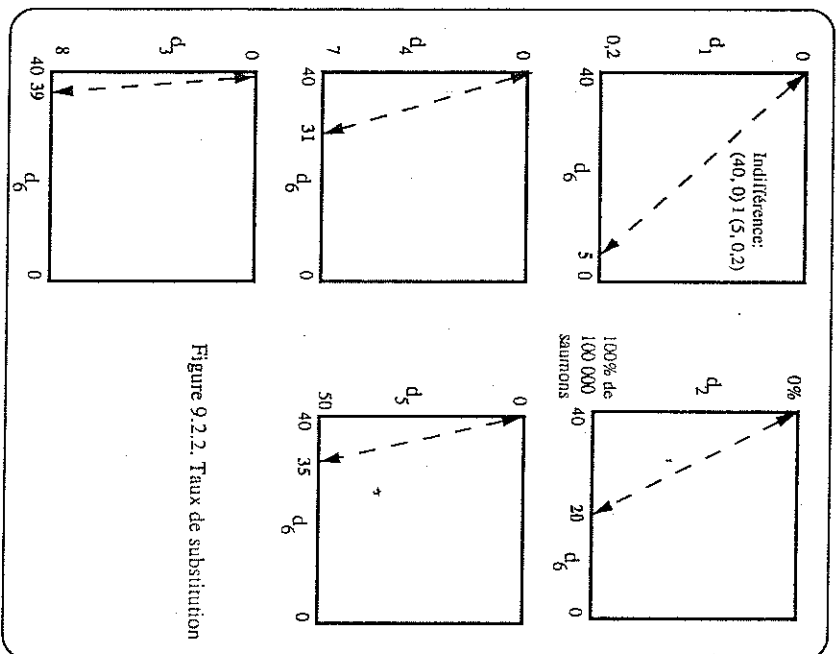 0
d1
0,2
40
d6
5 0
Indifférence:
(40, 0) I (5, 0,2)
0%
d2
100% de
100 000
saumons
40
20
d6
0
0
d4
7
40
31
d6
0
0
d5
50
40
35
d6
0
0
d3
8
40 39
d6
0
Figure 9.2.2. Taux de substitution